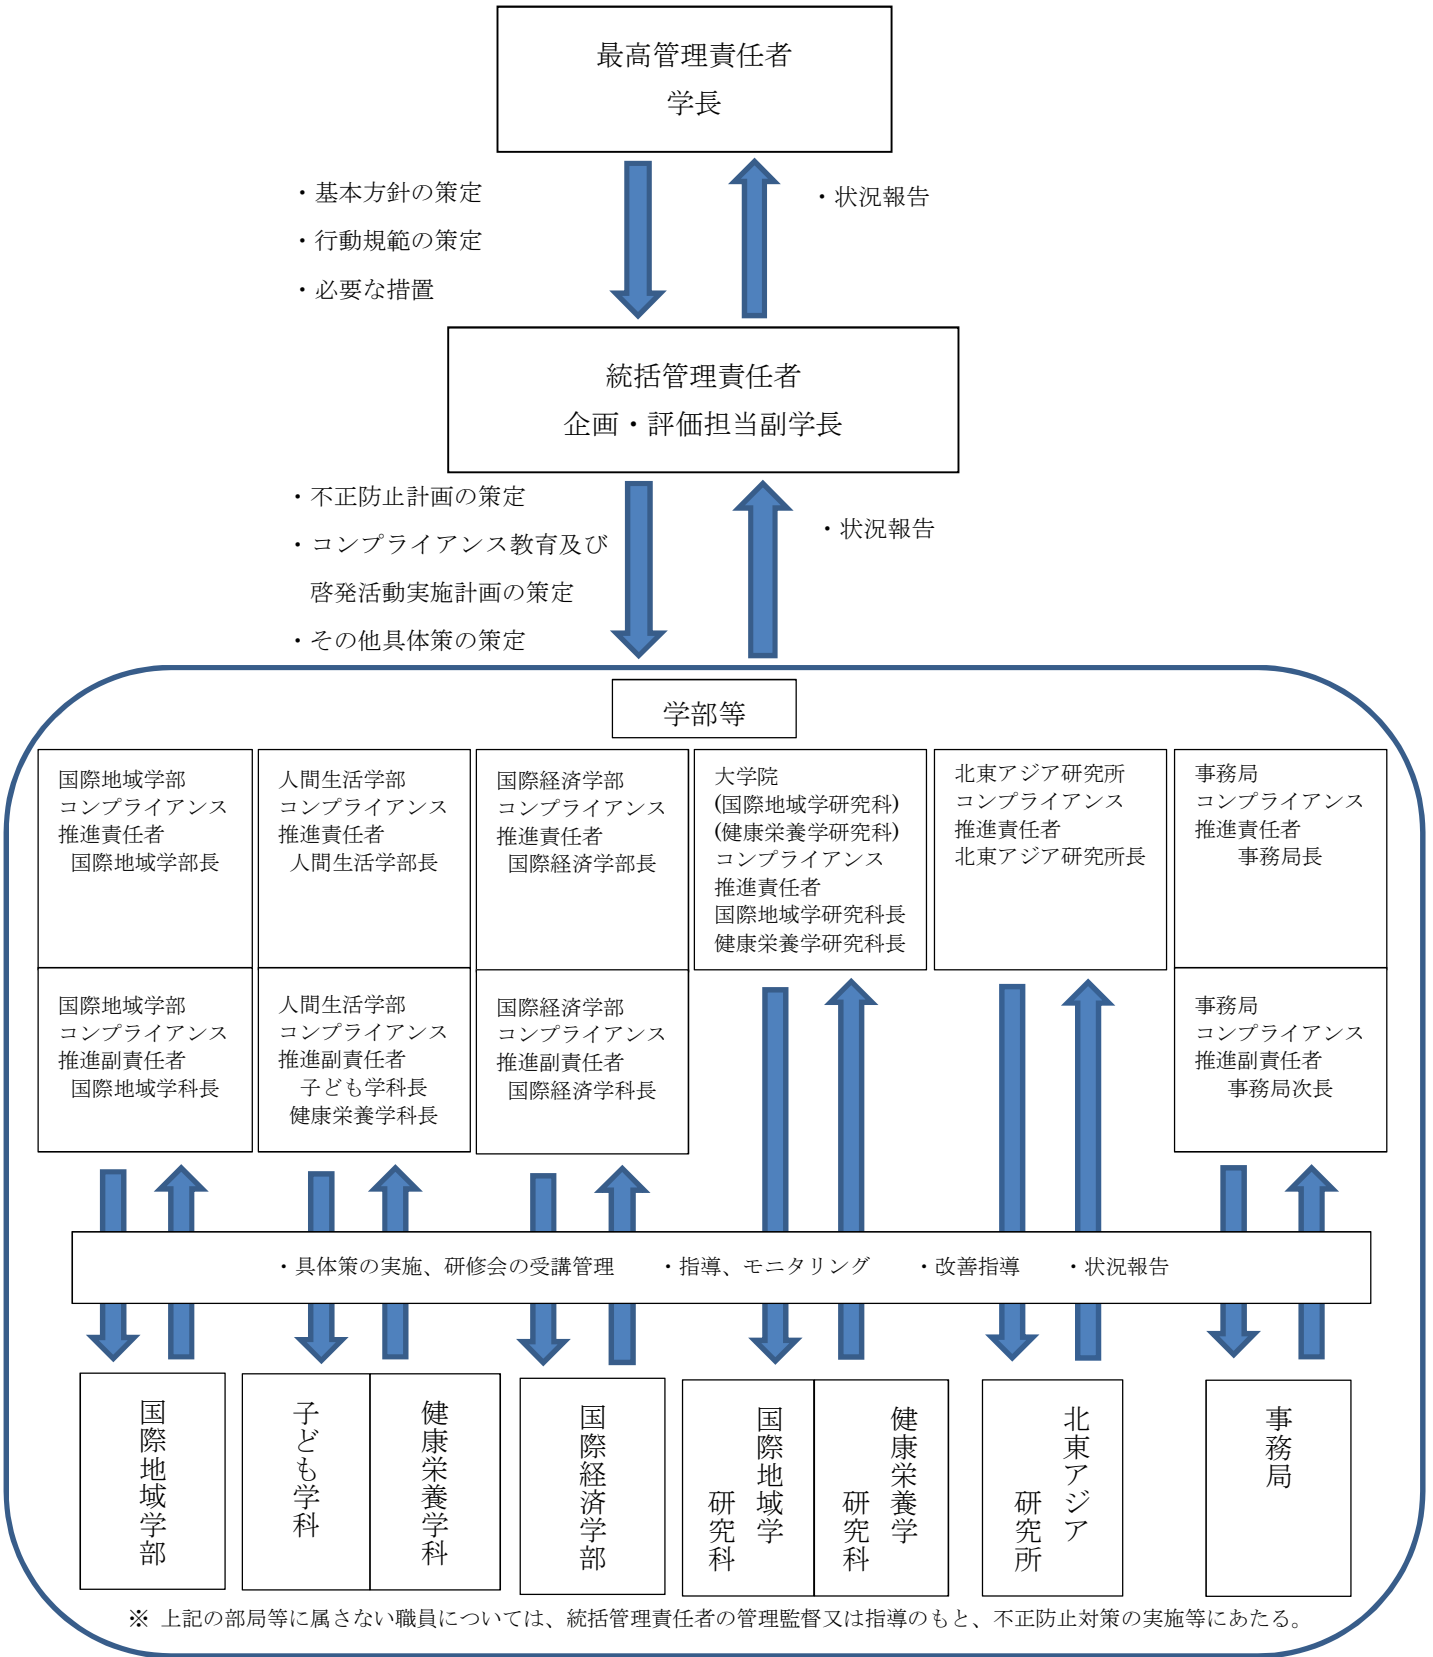 最高管理責任者
学長
・基本方針の策定
・行動規範の策定
・必要な措置
・状況報告
統括管理責任者
企画・評価担当副学長
・不正防止計画の策定
・コンプライアンス教育及び
啓発活動実施計画の策定
・その他具体策の策定
・状況報告
学部等
国際地域学部
コンプライアンス
推進責任者
国際地域学部長
人間生活学部
コンプライアンス
推進責任者
人間生活学部長
国際経済学部
コンプライアンス
推進責任者
国際経済学部長
大学院
(国際地域学研究科)
(健康栄養学研究科)
コンプライアンス
推進責任者
国際地域学研究科長
健康栄養学研究科長
北東アジア研究所
コンプライアンス
推進責任者
北東アジア研究所長
事務局
コンプライアンス
推進責任者
事務局長
国際地域学部
コンプライアンス
推進副責任者
国際地域学科長
人間生活学部
コンプライアンス
推進副責任者
子ども学科長
健康栄養学科長
国際経済学部
コンプライアンス
推進副責任者
国際経済学科長
事務局
コンプライアンス
推進副責任者
事務局次長
・具体策の実施、研修会の受講管理　　・指導、モニタリング　　・改善指導　　・状況報告
国際地域学部
子ども学科
健康栄養学科
国際経済学部
国際地域学
研究科
健康栄養学
研究科
北東アジア
研究所
事務局
※ 上記の部局等に属さない職員については、統括管理責任者の管理監督又は指導のもと、不正防止対策の実施等にあたる。